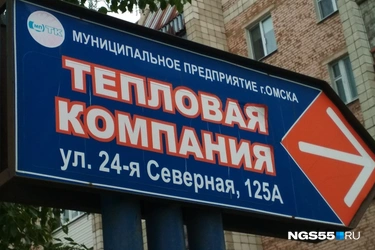 МУНИЦИПАЛЬНОЕ ПРЕДПРИЯТИЕ г.ОМСКА
ТЕПЛОВАЯ
КОМПАНИЯ
ул. 24-я Северная, 125А
NGS55.RU